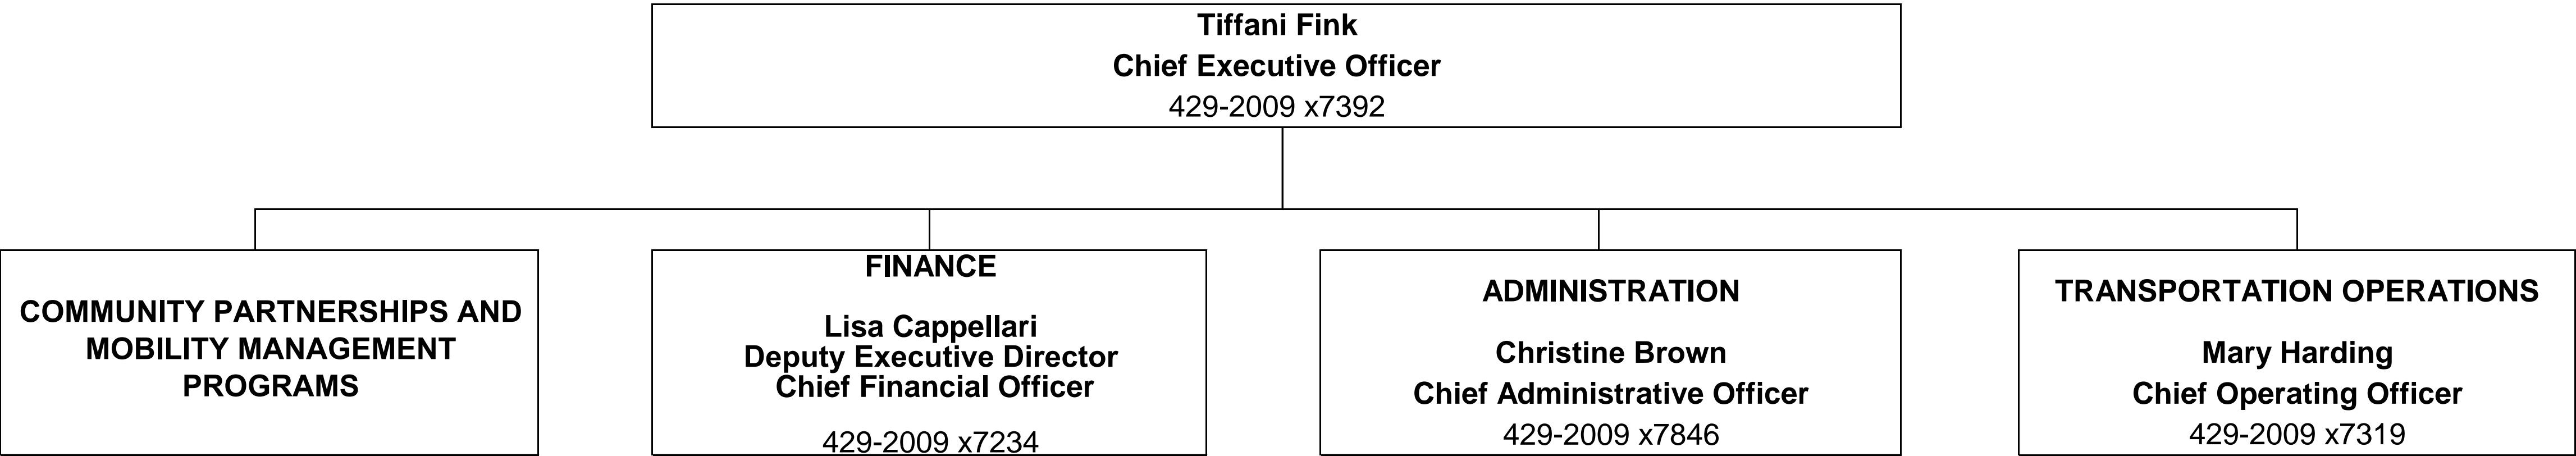 Tiffani Fink
Chief Executive Officer
429-2009 x7392
COMMUNITY PARTNERSHIPS AND
MOBILITY MANAGEMENT
PROGRAMS
FINANCE
Lisa Cappellari
Deputy Executive Director
Chief Financial Officer
429-2009 x7234
ADMINISTRATION
Christine Brown
Chief Administrative Officer
429-2009 x7846
TRANSPORTATION OPERATIONS
Mary Harding
Chief Operating Officer
429-2009 x7319